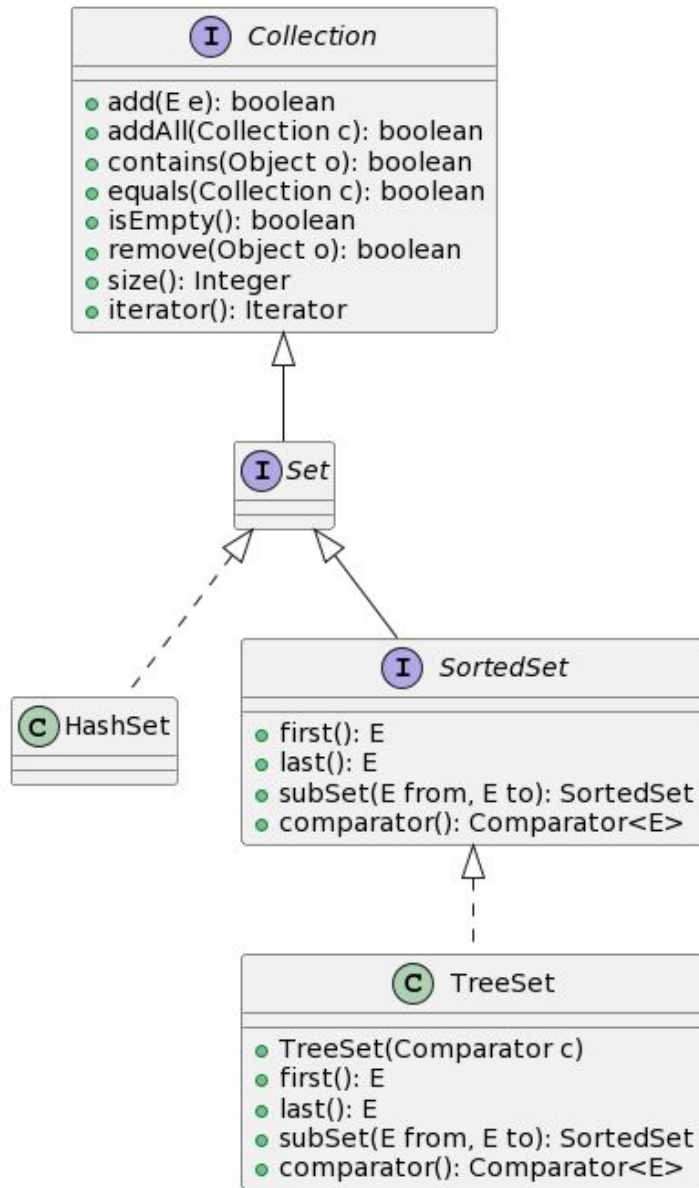 I Collection
add(E e): boolean
addAll(Collection c): boolean
contains(Object o): boolean
equals(Collection c): boolean
isEmpty(): boolean
remove(Object o): boolean
size(): Integer
iterator(): Iterator
I Set
C HashSet
I SortedSet
first(): E
last(): E
subSet(E from, E to): SortedSet
comparator(): Comparator<E>
C TreeSet
TreeSet(Comparator c)
first(): E
last(): E
subSet(E from, E to): SortedSet
comparator(): Comparator<E>